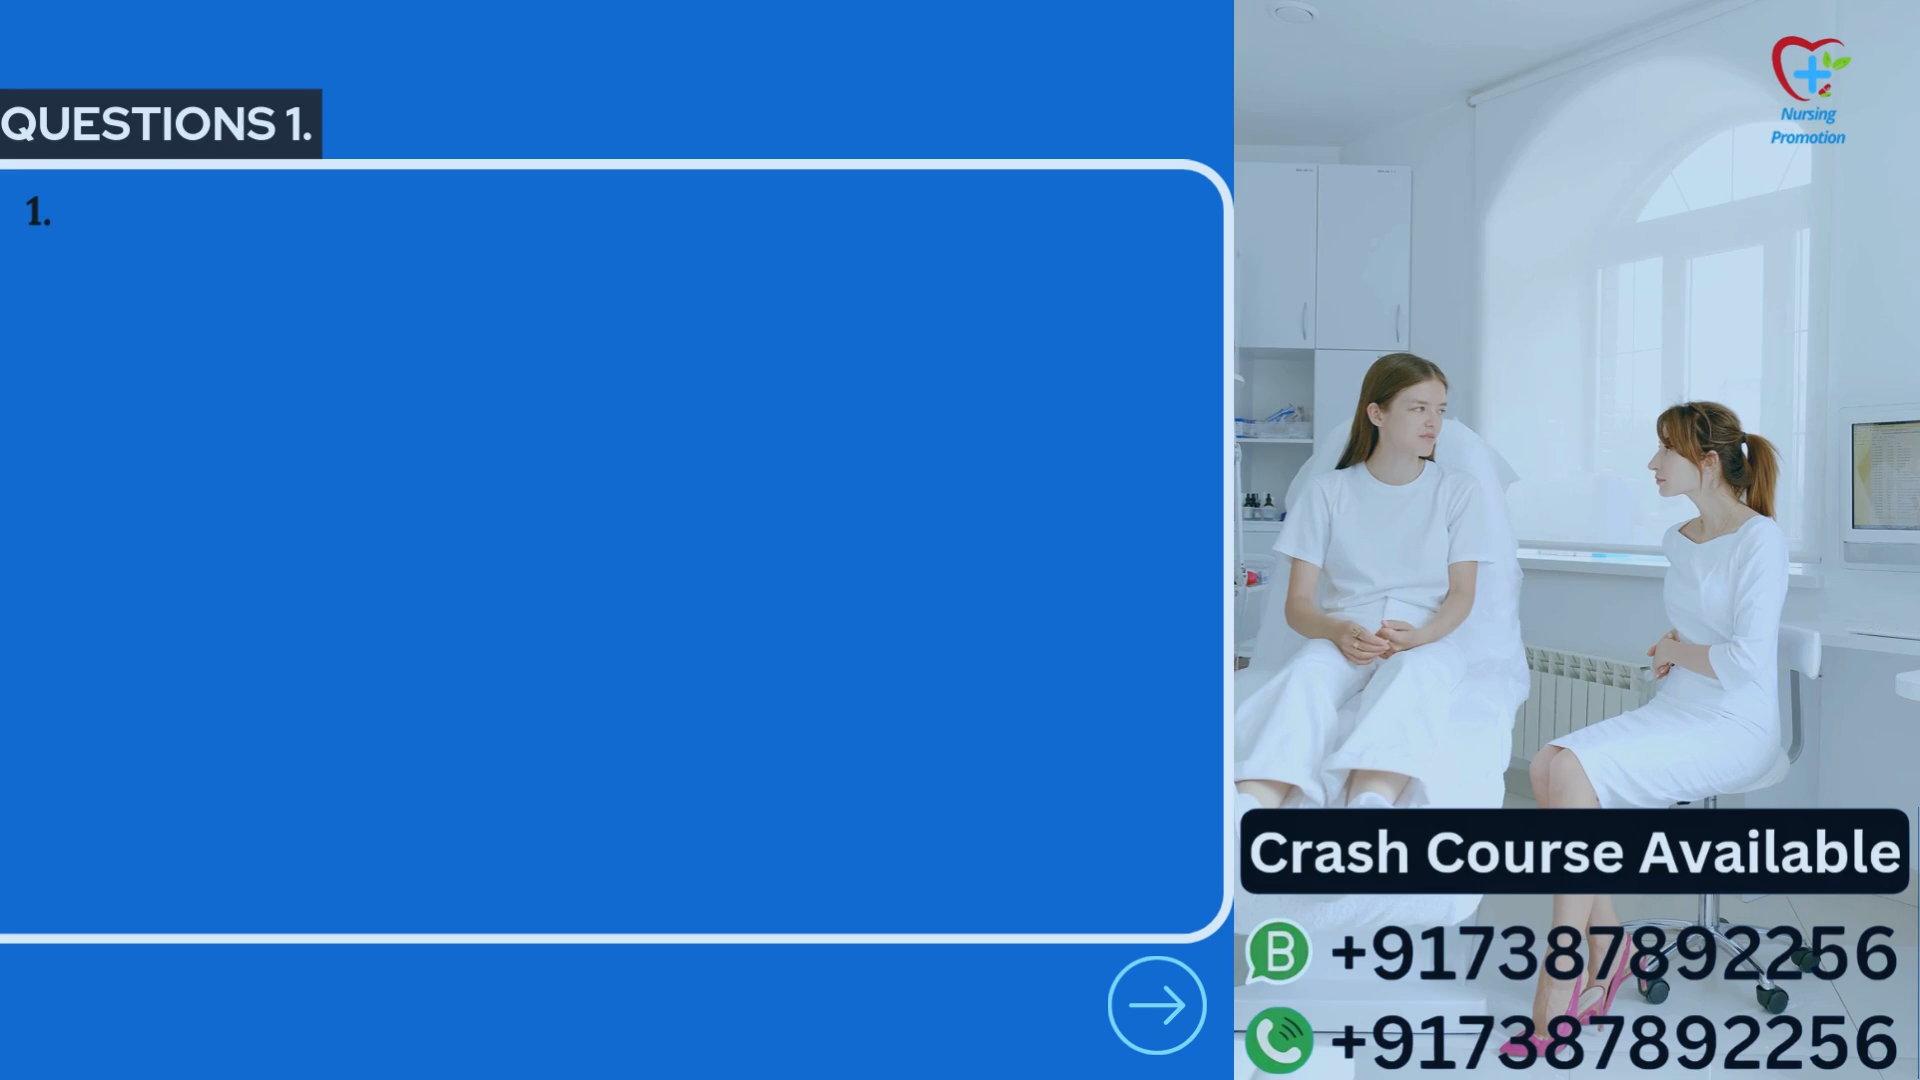 QUESTIONS 1.
1.
Nursing
Promotion
Crash Course Available
B +917387892256
+917387892256